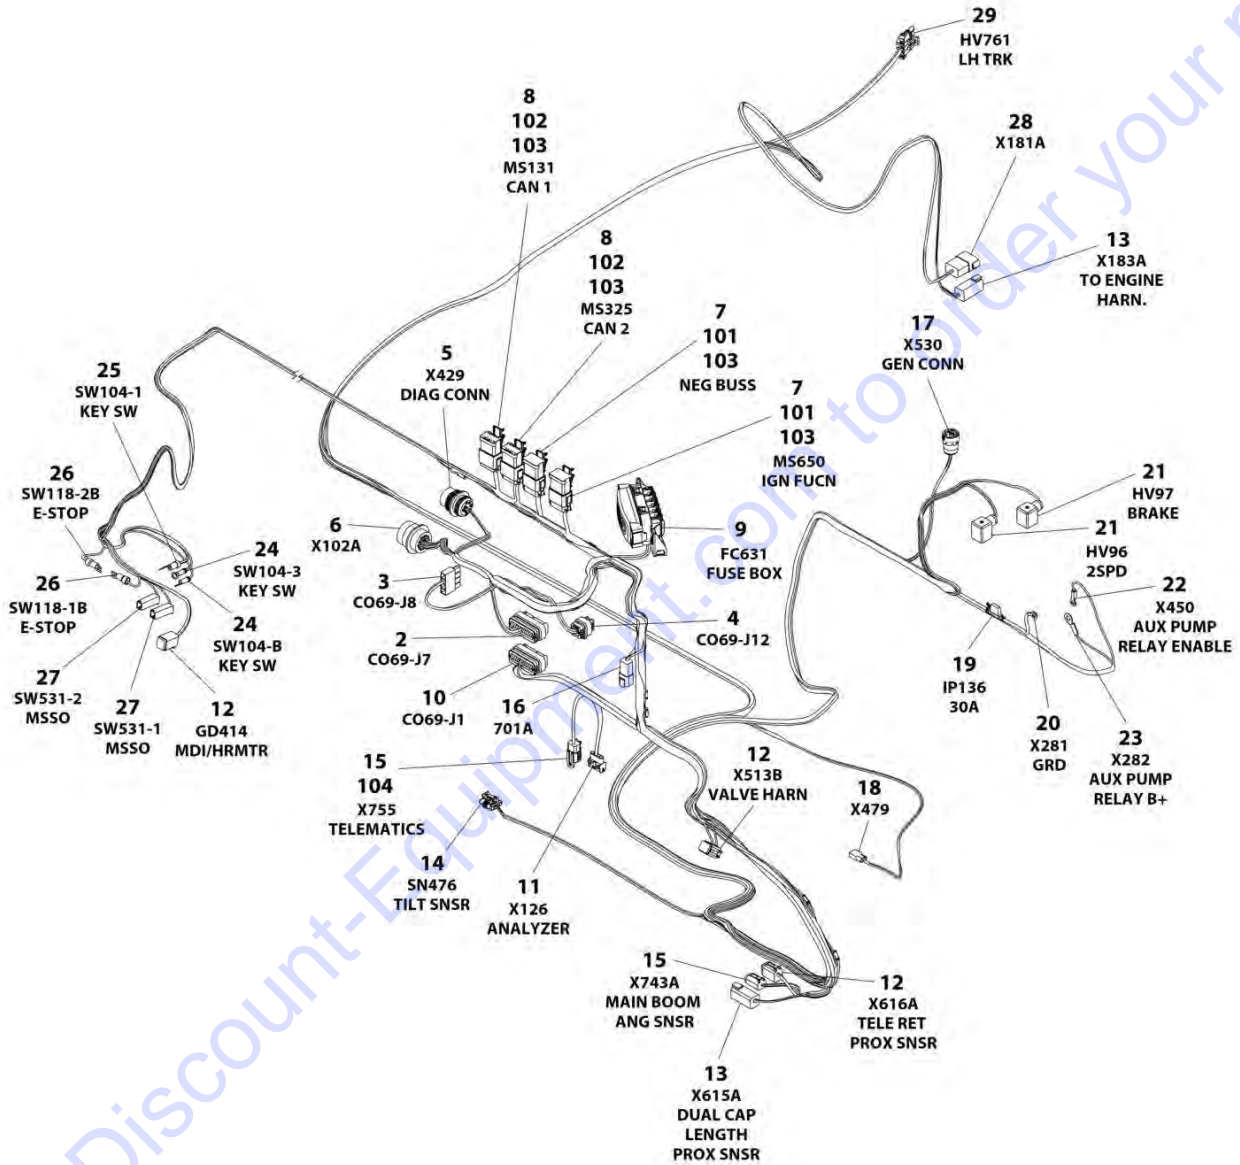 29
HV761
LH TRK
8
102
103
MS131
CAN 1
28
X181A
8
102
103
MS325
CAN 2
13
X183A
TO ENGINE
HARN.
7
101
103
NEG BUSS
17
X530
GEN CONN
5
X429
DIAG CONN
25
SW104-1
KEY SW
7
101
103
MS650
IGN FUCN
26
SW118-2B
E-STOP
21
HV97
BRAKE
6
X102A
9
FC631
FUSE BOX
21
HV96
2SPD
24
SW104-3
KEY SW
3
CO69-J8
26
SW118-1B
E-STOP
22
X450
AUX PUMP
RELAY ENABLE
24
SW104-B
KEY SW
2
CO69-J7
4
CO69-J12
19
IP136
30A
27
SW531-2
MSSO
27
SW531-1
MSSO
12
GD414
MDI/HRMTR
10
CO69-J1
16
701A
20
X281
GRD
23
X282
AUX PUMP
RELAY B+
15
104
X755
TELEMATICS
12
X513B
VALVE HARN
18
X479
14
SN476
TILT SNSR
11
X126
ANALYZER
15
X743A
MAIN BOOM
ANG SNSR
12
X616A
TELE RET
PROX SNSR
13
X615A
DUAL CAP
LENGTH
PROX SNSR
Discount-Equipment.com to order your